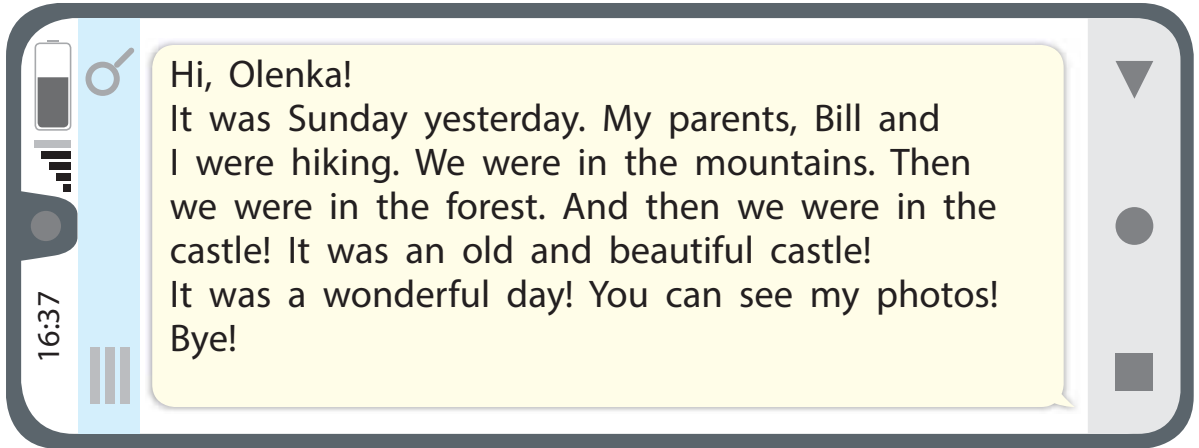 16:37
Hi, Olenka!
It was Sunday yesterday. My parents, Bill and
I were hiking. We were in the mountains. Then
we were in the forest. And then we were in the
castle! It was an old and beautiful castle!
It was a wonderful day! You can see my photos!
Bye!